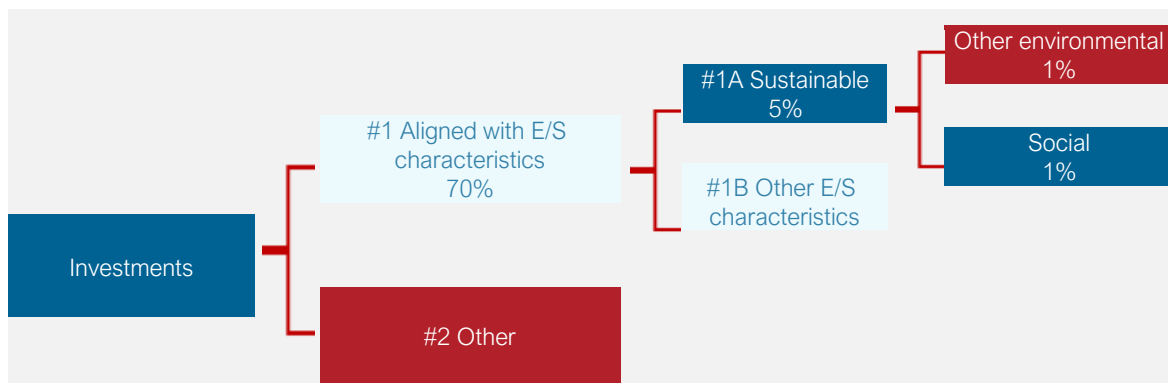 Other environmental
1%
#1A Sustainable
5%
#1 Aligned with E/S
characteristics
70%
Social
1%
#1B Other E/S
characteristics
Investments
#2 Other